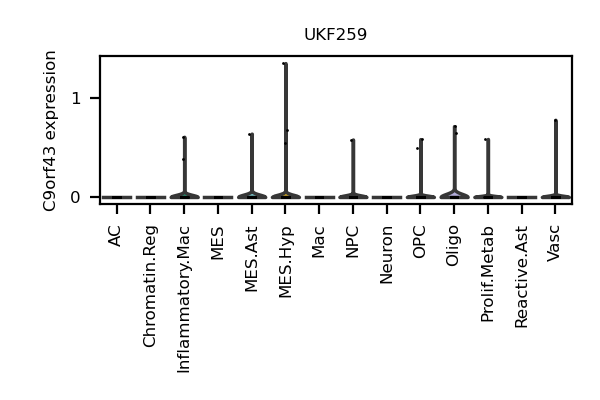 UKF259
C9orf43 expression
1
0
AC
Chromatin.Reg
Inflammatory.Mac
MES
MES.Ast
MES.Hyp
Mac
NPC
Neuron
OPC
Oligo
Prolif.Metab
Reactive.Ast
Vasc